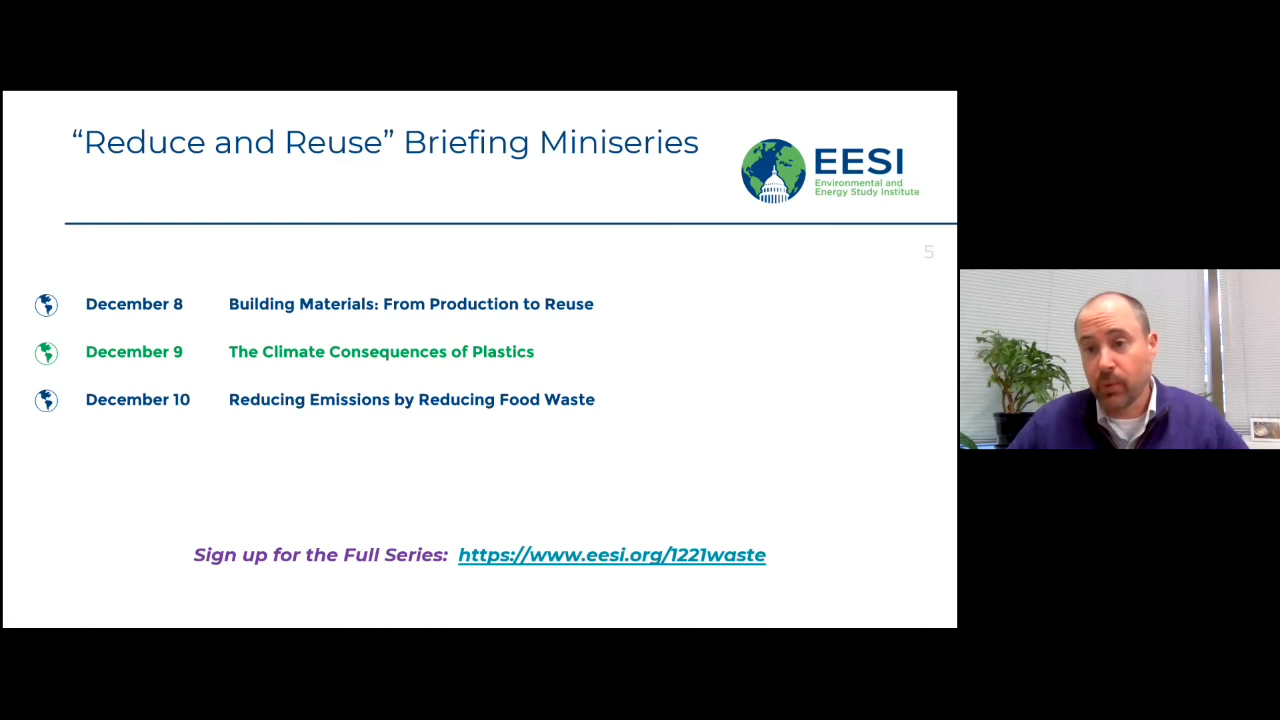 “Reduce and Reuse” Briefing Miniseries
EESI
Environmental and
Energy Study Institute
5
December 8 Building Materials: From Production to Reuse
December 9 The Climate Consequences of Plastics
December 10 Reducing Emissions by Reducing Food Waste
Sign up for the Full Series: https://www.eesi.org/1221waste